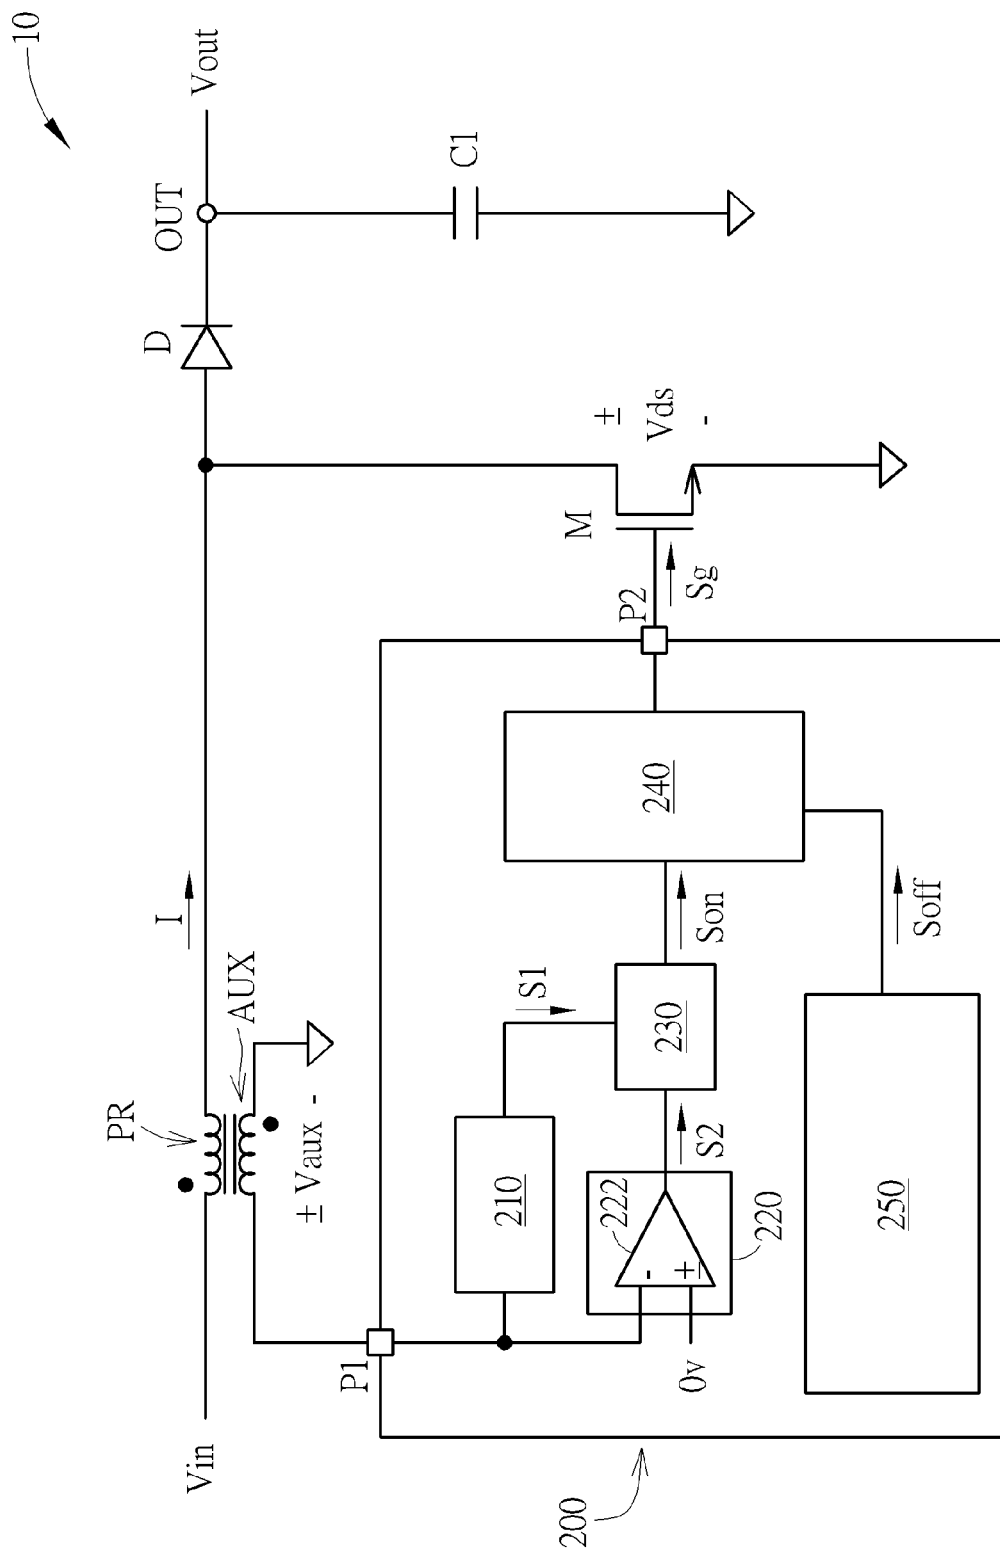 10
Vin
PR
AUX
I
D
OUT
Vout
C1
± Vaux -
M
± Vds -
P1
P2
Sg
200
210
S1
220
222
-
±
0v
S2
230
Son
240
250
Soff